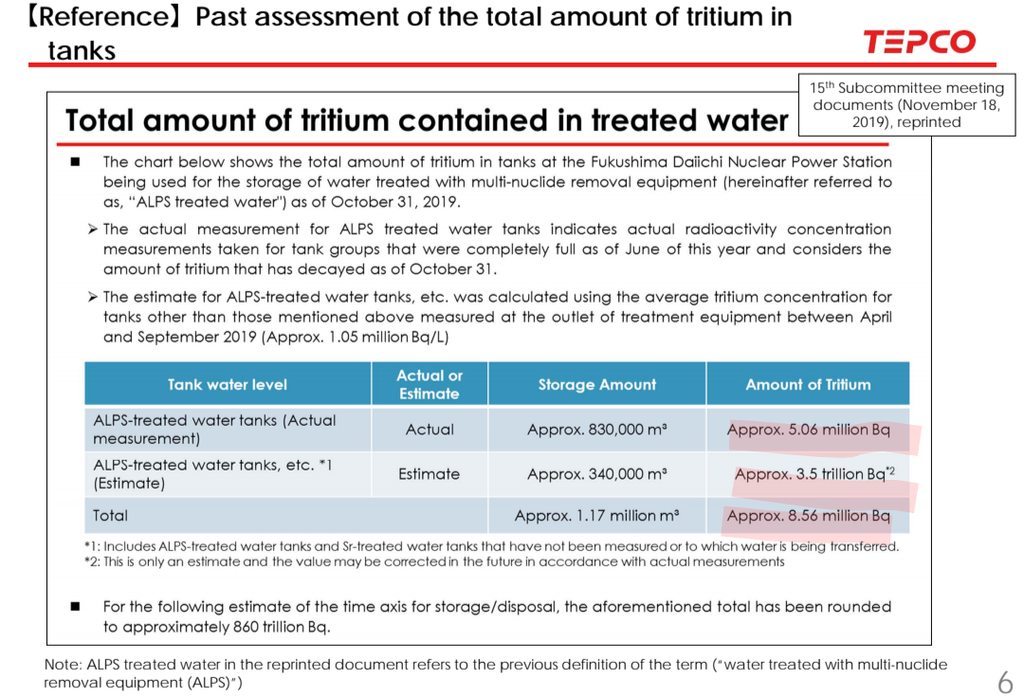 【Reference】Past assessment of the total amount of tritium in
tanks
TEPCO
15th Subcommittee meeting
documents (November 18,
2019), reprinted
Total amount of tritium contained in treated water
■ The chart below shows the total amount of tritium in tanks at the Fukushima Daiichi Nuclear Power Station
being used for the storage of water treated with multi-nuclide removal equipment (hereinafter referred to
as, “ALPS treated water") as of October 31, 2019.
➢ The actual measurement for ALPS treated water tanks indicates actual radioactivity concentration
measurements taken for tank groups that were completely full as of June of this year and considers the
amount of tritium that has decayed as of October 31.
➢ The estimate for ALPS-treated water tanks, etc. was calculated using the average tritium concentration for
tanks other than those mentioned above measured at the outlet of treatment equipment between April
and September 2019 (Approx. 1.05 million Bq/L)
Tank water level
Actual or
Estimate
Storage Amount
Amount of Tritium
ALPS-treated water tanks (Actual
measurement)
Actual
Approx. 830,000 m³
Approx. 5.06 million Bq
ALPS-treated water tanks, etc. *1
(Estimate)
Estimate
Approx. 340,000 m³
Approx. 3.5 trillion Bq*2
Total
Approx. 1.17 million m³
Approx. 8.56 million Bq
*1: Includes ALPS-treated water tanks and Sr-treated water tanks that have not been measured or to which water is being transferred.
*2: This is only an estimate and the value may be corrected in the future in accordance with actual measurements
■ For the following estimate of the time axis for storage/disposal, the aforementioned total has been rounded
to approximately 860 trillion Bq.
Note: ALPS treated water in the reprinted document refers to the previous definition of the term (“water treated with multi-nuclide
removal equipment (ALPS)”)
6